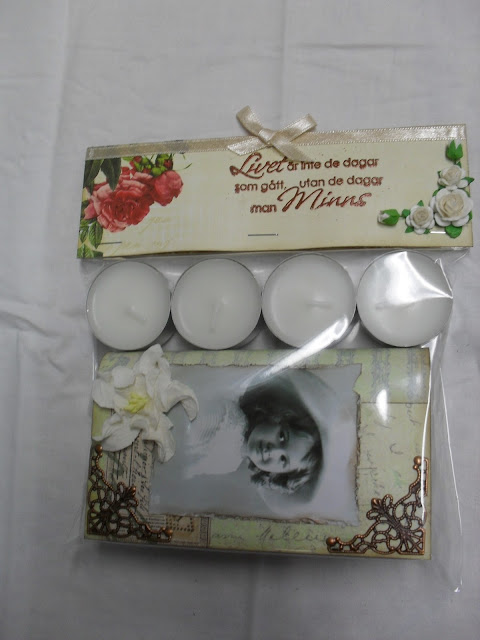 Livet är inte de dagar
som gått, utan de dagar
man Minns